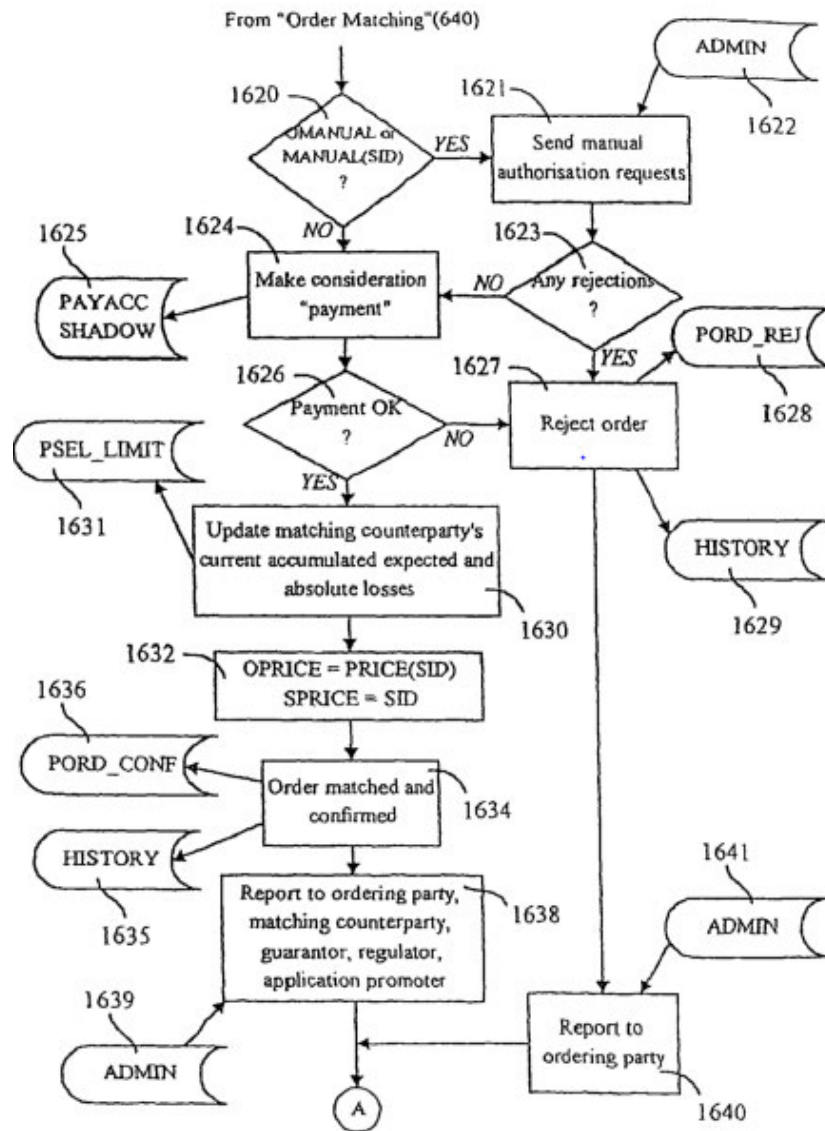 From "Order Matching"(640)
ADMIN
1620
1621
1622
OMANUAL or
MANUAL(SID)
?
YES
Send manual
authorisation requests
NO
1625
1624
1623
PAYACC
SHADOW
Make consideration
"payment"
NO
Any rejections
?
YES
PORD_REJ
1626
1627
1628
Payment OK
?
NO
Reject order
PSEL_LIMIT
YES
1631
Update matching counterparty's
current accumulated expected and
absolute losses
HISTORY
1630
1629
1632
OPRICE = PRICE(SID)
SPRICE = SID
1636
PORD_CONF
Order matched and
confirmed
1634
HISTORY
1635
Report to ordering party,
matching counterparty,
guarantor, regulator,
application promoter
1638
1641
ADMIN
1639
ADMIN
Report to
ordering party
1640
A